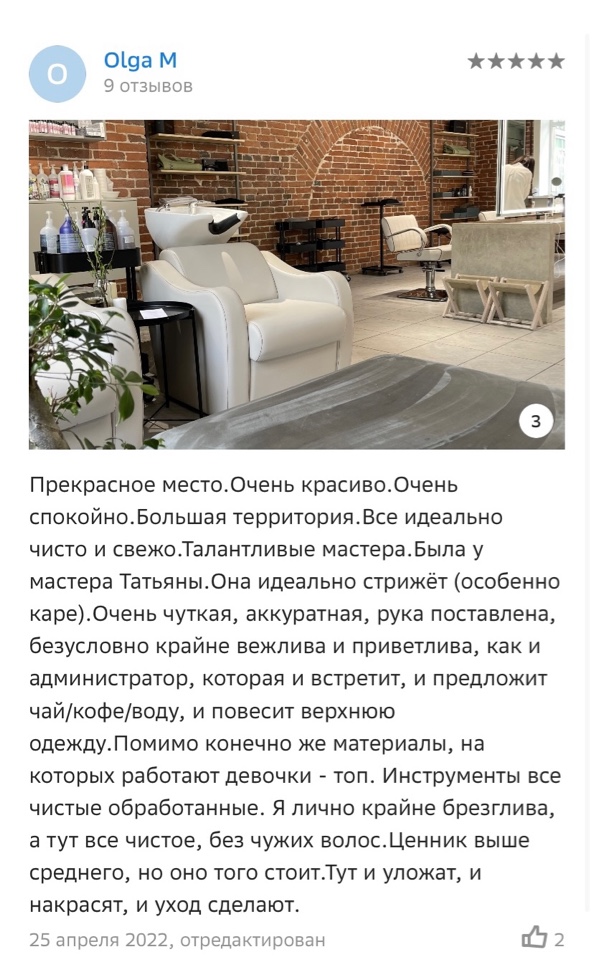 O
Olga M
9 отзывов
3
Прекрасное место.Очень красиво.Очень
спокойно.Большая территория.Все идеально
чисто и свежо.Талантливые мастера.Была у
мастера Татьяны.Она идеально стрижёт (особенно
каре).Очень чуткая, аккуратная, рука поставлена,
безусловно крайне вежлива и приветлива, как и
администратор, которая и встретит, и предложит
чай/кофе/воду, и повесит верхнюю
одежду.Помимо конечно же материалы, на
которых работают девочки - топ. Инструменты все
чистые обработанные. Я лично крайне брезглива,
а тут все чистое, без чужих волос.Ценник выше
среднего, но оно того стоит.Тут и уложат, и
накрасят, и уход сделают.
25 апреля 2022, отредактирован
2